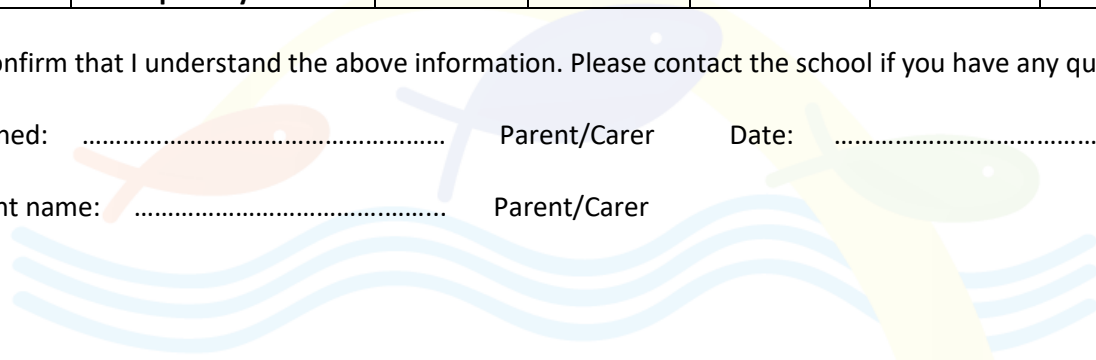 onfirm that I understand the above information. Please contact the school if you have any qu
ned: ………………………………………………. Parent/Carer Date: …………………………………
nt name: ………………………………..……... Parent/Carer